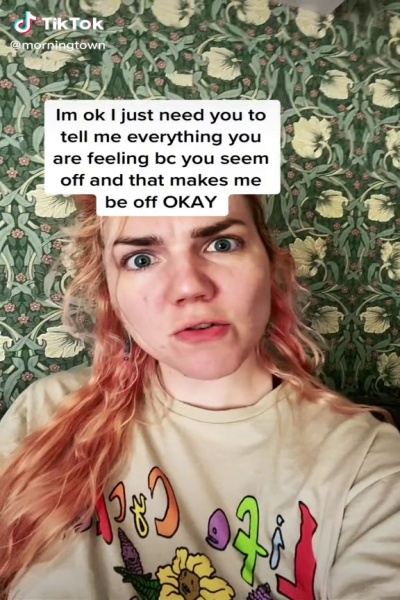 TikTok
@morningtown
Im ok I just need you to
tell me everything you
are feeling bc you seem
off and that makes me
be off OKAY